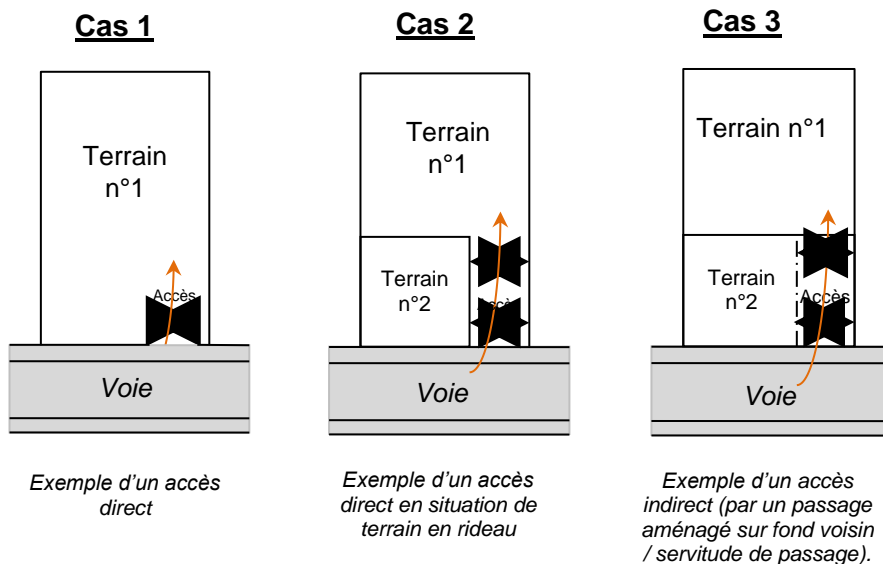 Cas 1
Terrain
n°1
Accès
Voie
Exemple d'un accès
direct
Cas 2
Terrain
n°1
Terrain
n°2
Accès
Voie
Exemple d'un accès
direct en situation de
terrain en rideau
Cas 3
Terrain n°1
Terrain
n°2
Accès
Voie
Exemple d'un accès
indirect (par un passage
aménagé sur fond voisin
/ servitude de passage).